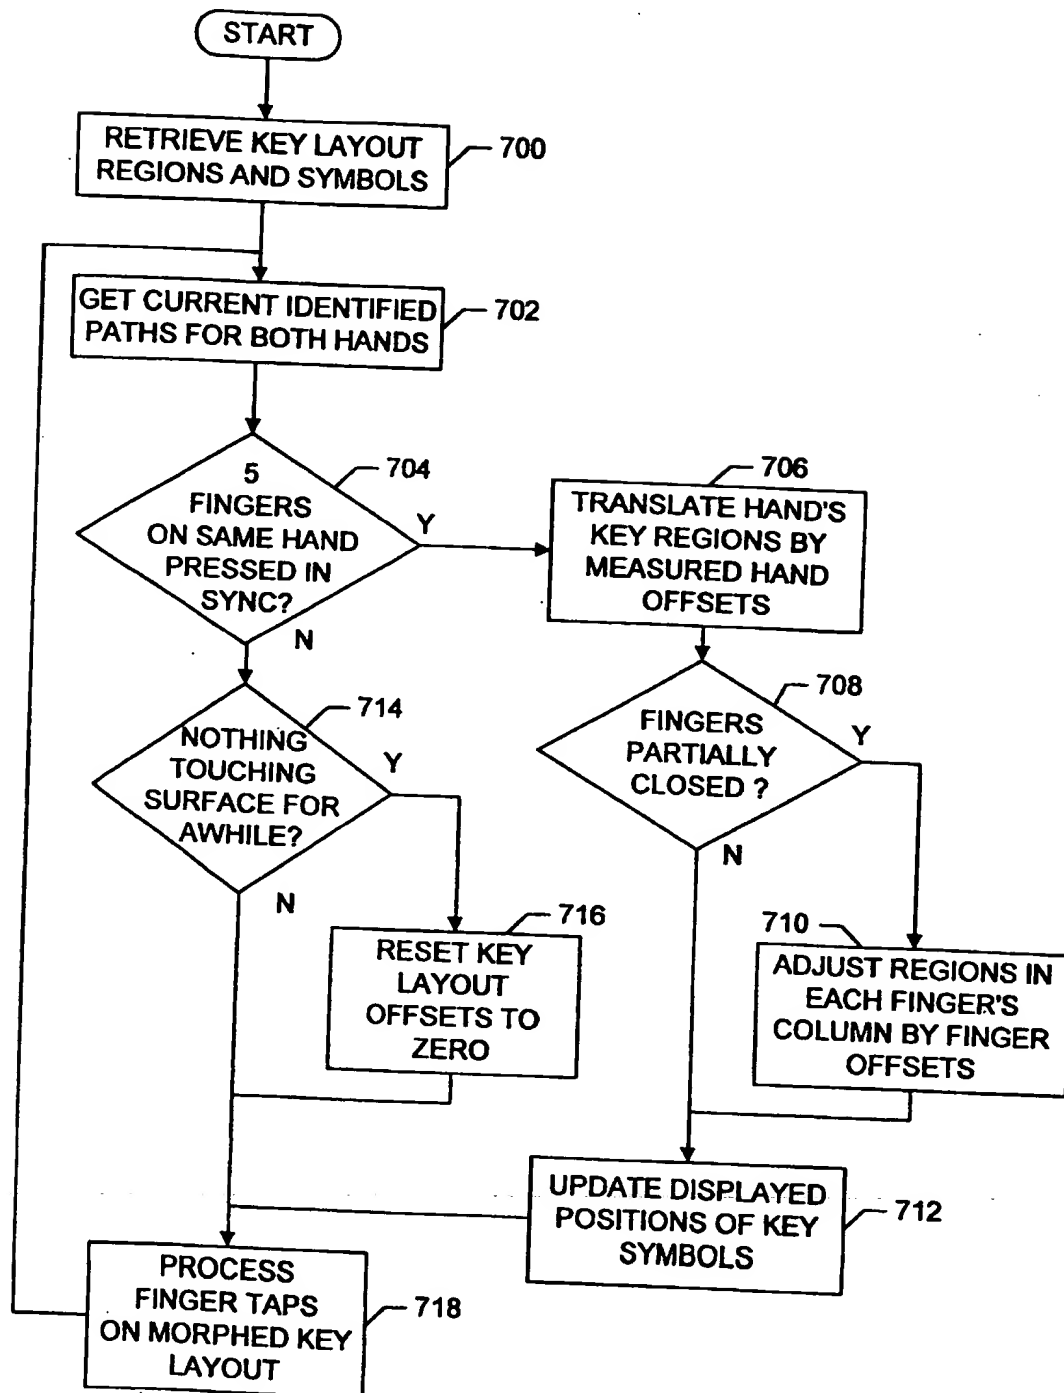 START
RETRIEVE KEY LAYOUT
REGIONS AND SYMBOLS
700
GET CURRENT IDENTIFIED
PATHS FOR BOTH HANDS
702
5
FINGERS
ON SAME HAND
PRESSED IN
SYNC?
704
Y
N
706
TRANSLATE HAND'S
KEY REGIONS BY
MEASURED HAND
OFFSETS
708
FINGERS
PARTIALLY
CLOSED ?
Y
N
714
NOTHING
TOUCHING
SURFACE FOR
AWHILE?
Y
N
716
RESET KEY
LAYOUT
OFFSETS TO
ZERO
710
ADJUST REGIONS IN
EACH FINGER'S
COLUMN BY FINGER
OFFSETS
UPDATE DISPLAYED
POSITIONS OF KEY
SYMBOLS
712
PROCESS
FINGER TAPS
ON MORPHED KEY
LAYOUT
718